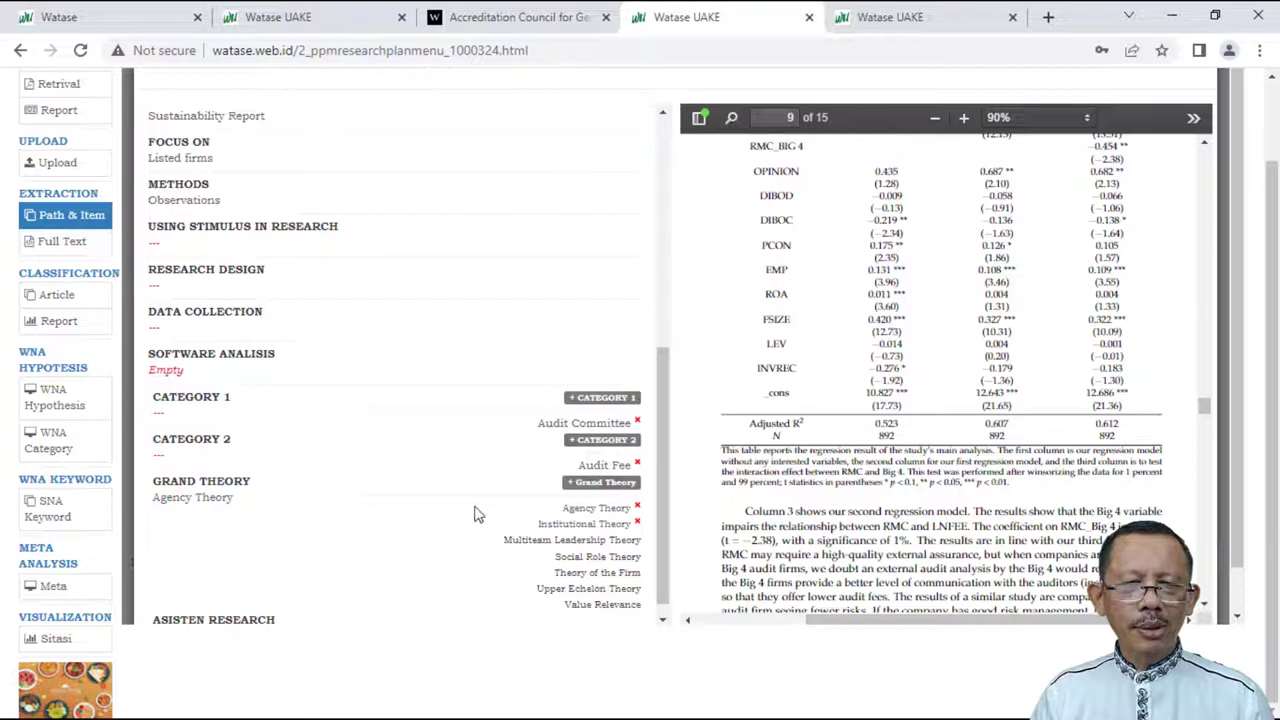 Watase
Watase UAKE
Accreditation Council for Ge
Watase UAKE
Watase UAKE
Not secure
watase.web.id/2_ppmresearchplanmenu_1000324.html
Retrival
Report
UPLOAD
Upload
EXTRACTION
Path & Item
Full Text
CLASSIFICATION
Article
Report
WNA
HYPOTESIS
WNA
Hypothesis
WNA
Category
WNA KEYWORD
SNA
Keyword
META
ANALYSIS
Meta
VISUALIZATION
Sitasi
Sustainability Report
FOCUS ON
Listed firms
METHODS
Observations
USING STIMULUS IN RESEARCH
---
RESEARCH DESIGN
---
DATA COLLECTION
---
SOFTWARE ANALISIS
Empty
CATEGORY 1
+ CATEGORY 1
---
Audit Committee ×
CATEGORY 2
+ CATEGORY 2
---
Audit Fee ×
GRAND THEORY
+ Grand Theory
Agency Theory
Agency Theory ×
Institutional Theory ×
Multiteam Leadership Theory
Social Role Theory
Theory of the Firm
Upper Echelon Theory
Value Relevance
ASISTEN RESEARCH
9 of 15
90%
RMC_BIG 4 -0.454 **
(-2.38)
OPINION 0.435 0.687 ** 0.682 **
(1.28) (2.10) (2.13)
DIBOD -0.009 -0.058 -0.066
(-0.13) (-0.91) (-1.06)
DIBOC -0.219 ** -0.136 -0.138 *
(-2.34) (-1.63) (-1.64)
PCON 0.175 ** 0.126 * 0.105
(2.35) (1.86) (1.57)
EMP 0.131 *** 0.108 *** 0.109 ***
(3.96) (3.46) (3.55)
ROA 0.011 *** 0.004 0.004
(3.60) (1.31) (1.33)
FSIZE 0.420 *** 0.327 *** 0.322 ***
(12.73) (10.31) (10.09)
LEV -0.014 0.004 -0.001
(-0.73) (0.20) (-0.01)
INVREC -0.276 * -0.179 -0.183
(-1.92) (-1.36) (-1.30)
_cons 10.827 *** 12.643 *** 12.686 ***
(17.73) (21.65) (21.36)
Adjusted R² 0.523 0.607 0.612
N 892 892 892
This table reports the regression result of the study's main analysis. The first column is our regression model
without any interested variables, the second column for our first regression model, and the third column is to test
the interaction effect between RMC and Big 4. This test was performed after winsorizing the data for 1 percent
and 99 percent; t statistics in parentheses * p < 0.1, ** p < 0.05, *** p < 0.01.
Column 3 shows our second regression model. The results show that the Big 4 variable
impairs the relationship between RMC and LNFEE. The coefficient on RMC_Big 4 i
(t = −2.38), with a significance of 1%. The results are in line with our third
RMC may require a high-quality external assurance, but when companies a
Big 4 audit firms, we doubt an external audit analysis by the Big 4 would re
the Big 4 firms provide a better level of communication with the auditors (in
so that they offer lower audit fees. The results of a similar study are compa
audit firm seeing fewer risks. If the company has good risk management,